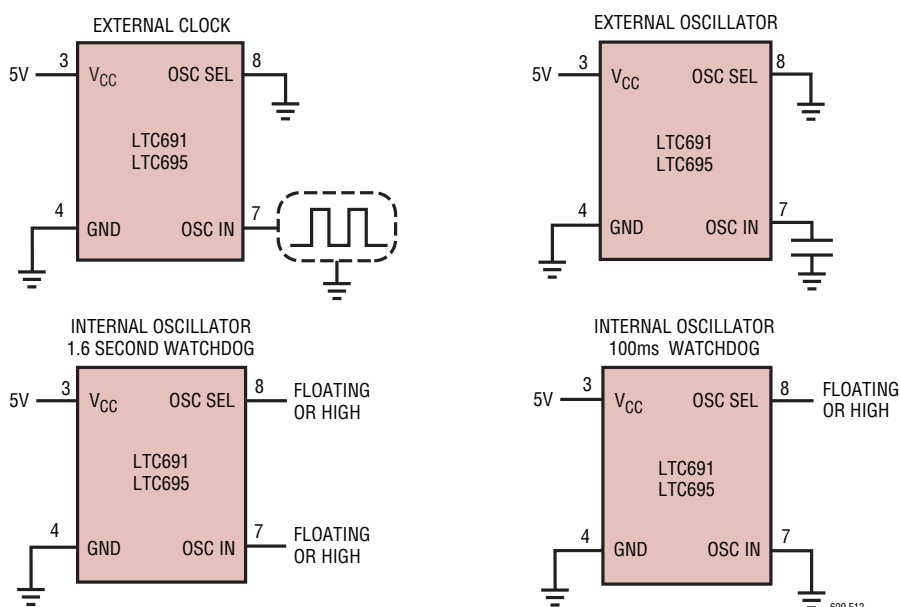 EXTERNAL CLOCK
5V
3
VCC
OSC SEL
8
LTC691
LTC695
4
GND
OSC IN
7
EXTERNAL OSCILLATOR
5V
3
VCC
OSC SEL
8
LTC691
LTC695
4
GND
OSC IN
7
INTERNAL OSCILLATOR
1.6 SECOND WATCHDOG
5V
3
VCC
OSC SEL
8
FLOATING
OR HIGH
LTC691
LTC695
4
GND
OSC IN
7
FLOATING
OR HIGH
INTERNAL OSCILLATOR
100ms WATCHDOG
5V
3
VCC
OSC SEL
8
FLOATING
OR HIGH
LTC691
LTC695
4
GND
OSC IN
7